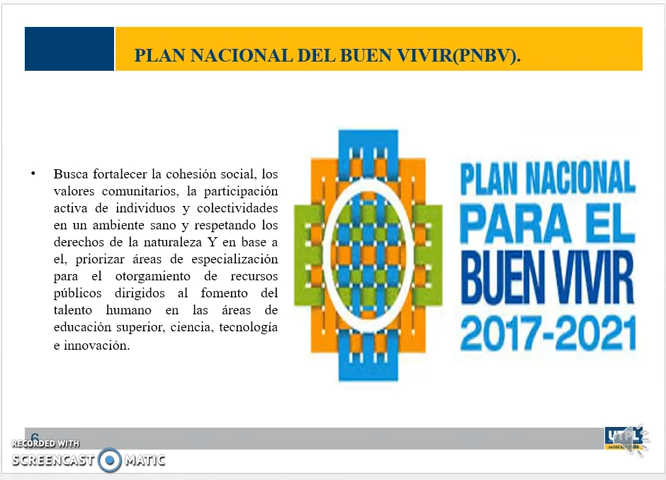 PLAN NACIONAL DEL BUEN VIVIR(PNBV).
• Busca fortalecer la cohesión social, los
valores comunitarios, la participación
activa de individuos y colectividades
en un ambiente sano y respetando los
derechos de la naturaleza Y en base a
el, priorizar áreas de especialización
para el otorgamiento de recursos
públicos dirigidos al fomento del
talento humano en las áreas de
educación superior, ciencia, tecnología
e innovación.
PLAN NACIONAL
PARA EL
BUEN VIVIR
2017-2021
6
RECORDED WITH
SCREENCAST MATIC
UTPL